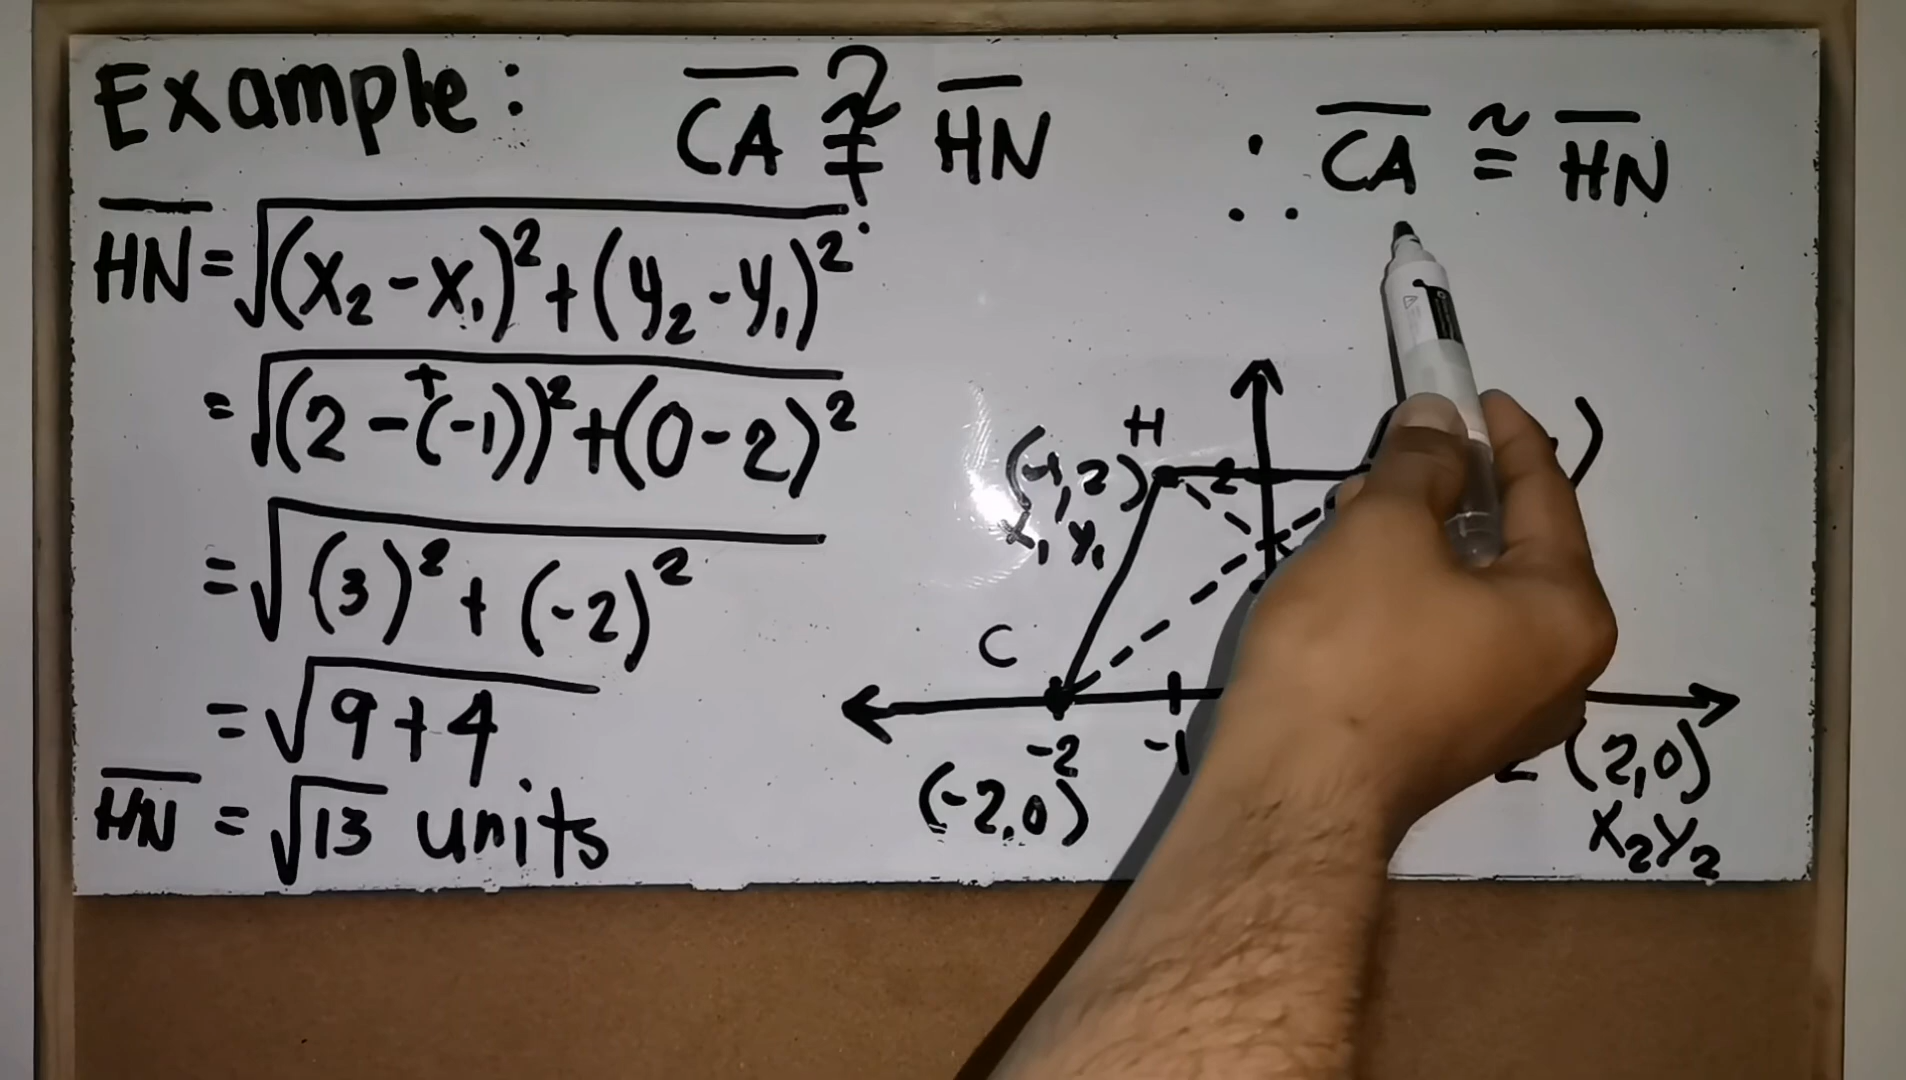 Example: CA ≅ HN ?
∴ CA ≅ HN
HN = √(x₂ - x₁)² + (y₂ - y₁)²
= √(2 - (-1))² + (0 - 2)²
+
= √(3)² + (-2)²
= √9 + 4
HN = √13 units
H
(-1, 2)
x₁ y₁
2
)
C
-2 -1 2
(-2, 0)
(2, 0)
x₂ y₂